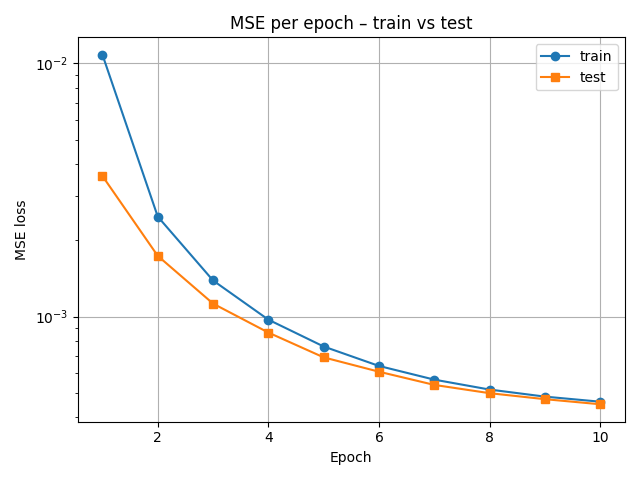 MSE per epoch – train vs test
train
test
MSE loss
10⁻²
10⁻³
2 4 6 8 10
Epoch